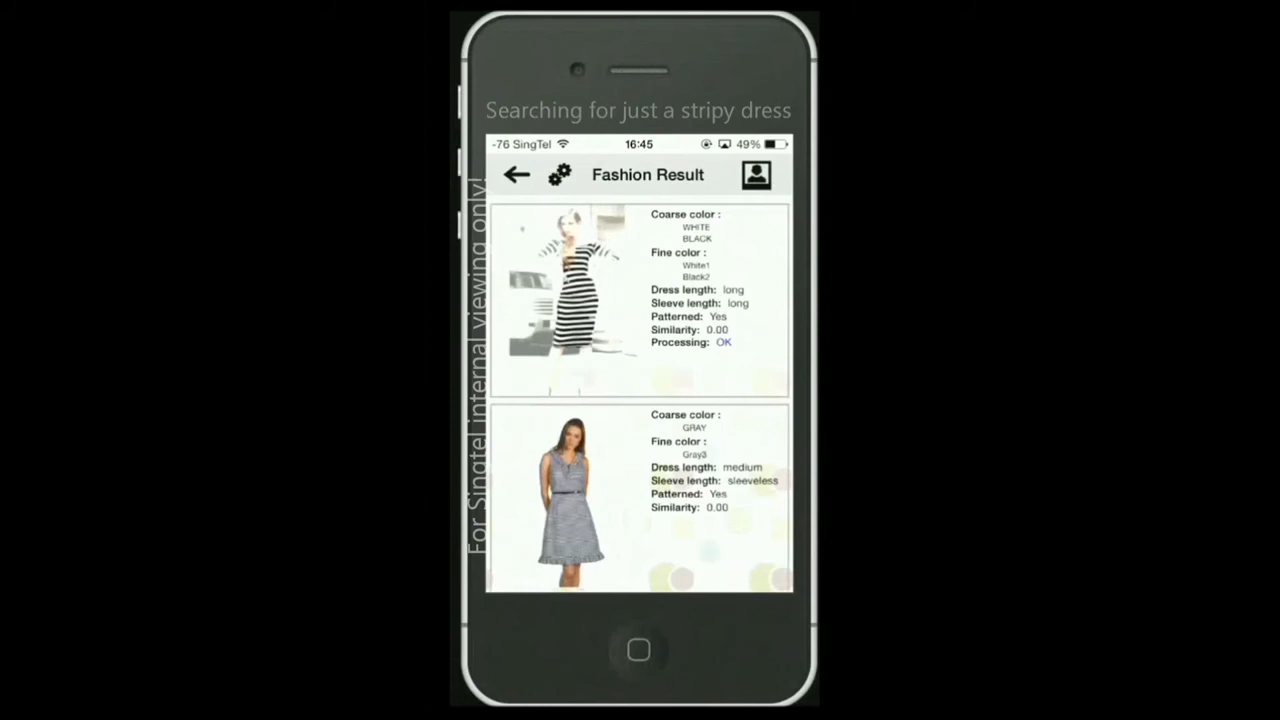 Searching for just a stripy dress
-76 SingTel 16:45 49%
Fashion Result
For Singtel internal viewing only!
Coarse color :
WHITE
BLACK
Fine color :
White1
Black2
Dress length: long
Sleeve length: long
Patterned: Yes
Similarity: 0.00
Processing: OK
Coarse color :
GRAY
Fine color :
Gray3
Dress length: medium
Sleeve length: sleeveless
Patterned: Yes
Similarity: 0.00